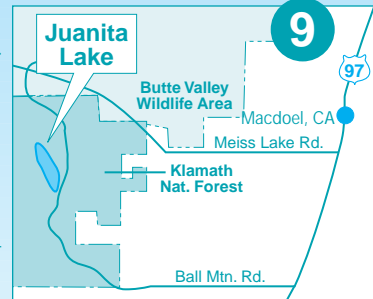 Juanita
Lake
9
97
Butte Valley
Wildlife Area
Macdoel, CA
Meiss Lake Rd.
Klamath
Nat. Forest
Ball Mtn. Rd.